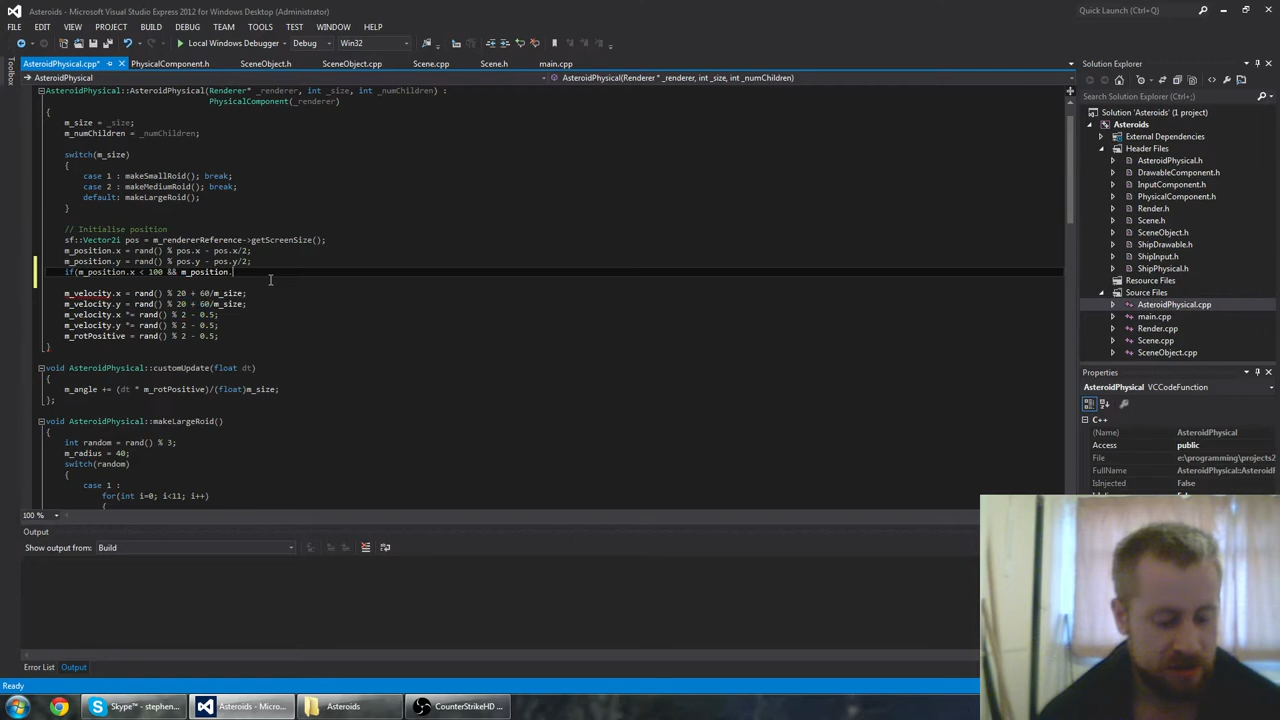 Asteroids - Microsoft Visual Studio Express 2012 for Windows Desktop (Administrator)
Quick Launch (Ctrl+Q)
FILE EDIT VIEW PROJECT BUILD DEBUG TEAM TOOLS TEST WINDOW HELP
Local Windows Debugger Debug Win32
Toolbox
AsteroidPhysical.cpp* PhysicalComponent.h SceneObject.h SceneObject.cpp Scene.cpp Scene.h main.cpp
AsteroidPhysical AsteroidPhysical(Renderer * _renderer, int _size, int _numChildren)
AsteroidPhysical::AsteroidPhysical(Renderer* _renderer, int _size, int _numChildren) :
PhysicalComponent(_renderer)
{
m_size = _size;
m_numChildren = _numChildren;
switch(m_size)
{
case 1 : makeSmallRoid(); break;
case 2 : makeMediumRoid(); break;
default: makeLargeRoid();
}
// Initialise position
sf::Vector2i pos = m_rendererReference->getScreenSize();
m_position.x = rand() % pos.x - pos.x/2;
m_position.y = rand() % pos.y - pos.y/2;
if(m_position.x < 100 && m_position.
m_velocity.x = rand() % 20 + 60/m_size;
m_velocity.y = rand() % 20 + 60/m_size;
m_velocity.x *= rand() % 2 - 0.5;
m_velocity.y *= rand() % 2 - 0.5;
m_rotPositive = rand() % 2 - 0.5;
}
void AsteroidPhysical::customUpdate(float dt)
{
m_angle += (dt * m_rotPositive)/(float)m_size;
};
void AsteroidPhysical::makeLargeRoid()
{
int random = rand() % 3;
m_radius = 40;
switch(random)
{
case 1 :
for(int i=0; i<11; i++)
{
100 %
Output
Show output from: Build
Error List Output
Ready
Solution Explorer
Search Solution Explorer (Ctrl+;)
Solution 'Asteroids' (1 project)
Asteroids
External Dependencies
Header Files
AsteroidPhysical.h
DrawableComponent.h
InputComponent.h
PhysicalComponent.h
Render.h
Scene.h
SceneObject.h
ShipDrawable.h
ShipInput.h
ShipPhysical.h
Resource Files
Source Files
AsteroidPhysical.cpp
main.cpp
Render.cpp
Scene.cpp
SceneObject.cpp
Properties
AsteroidPhysical VCCodeFunction
C++
(Name) AsteroidPhysical
Access public
File e:\programming\projects2
FullName AsteroidPhysical::AsteroidF
IsInjected False
Skype™ - stephen... Asteroids - Micro... Asteroids CounterStrikeHD ...